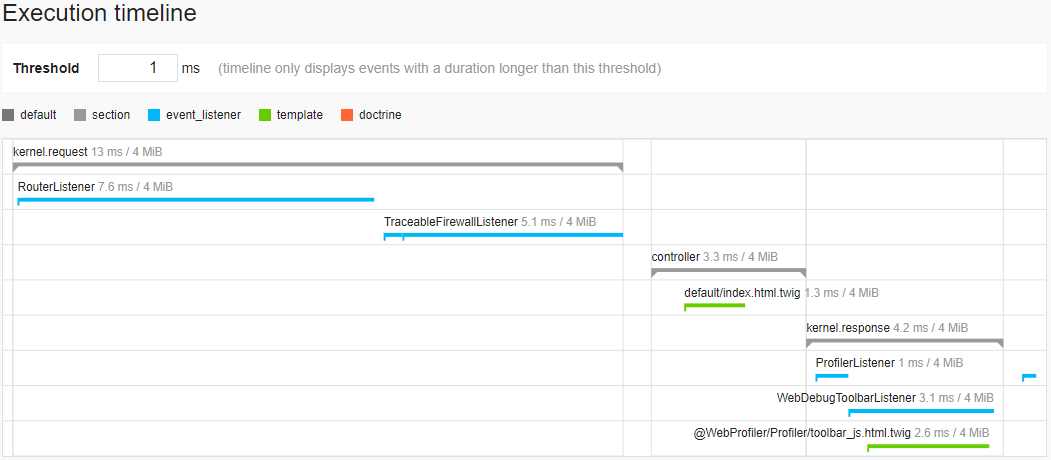 Execution timeline
Threshold 1 ms (timeline only displays events with a duration longer than this threshold)
default section event_listener template doctrine
kernel.request 13 ms / 4 MiB
RouterListener 7.6 ms / 4 MiB
TraceableFirewallListener 5.1 ms / 4 MiB
controller 3.3 ms / 4 MiB
default/index.html.twig 1.3 ms / 4 MiB
kernel.response 4.2 ms / 4 MiB
ProfilerListener 1 ms / 4 MiB
WebDebugToolbarListener 3.1 ms / 4 MiB
@WebProfiler/Profiler/toolbar_js.html.twig 2.6 ms / 4 MiB